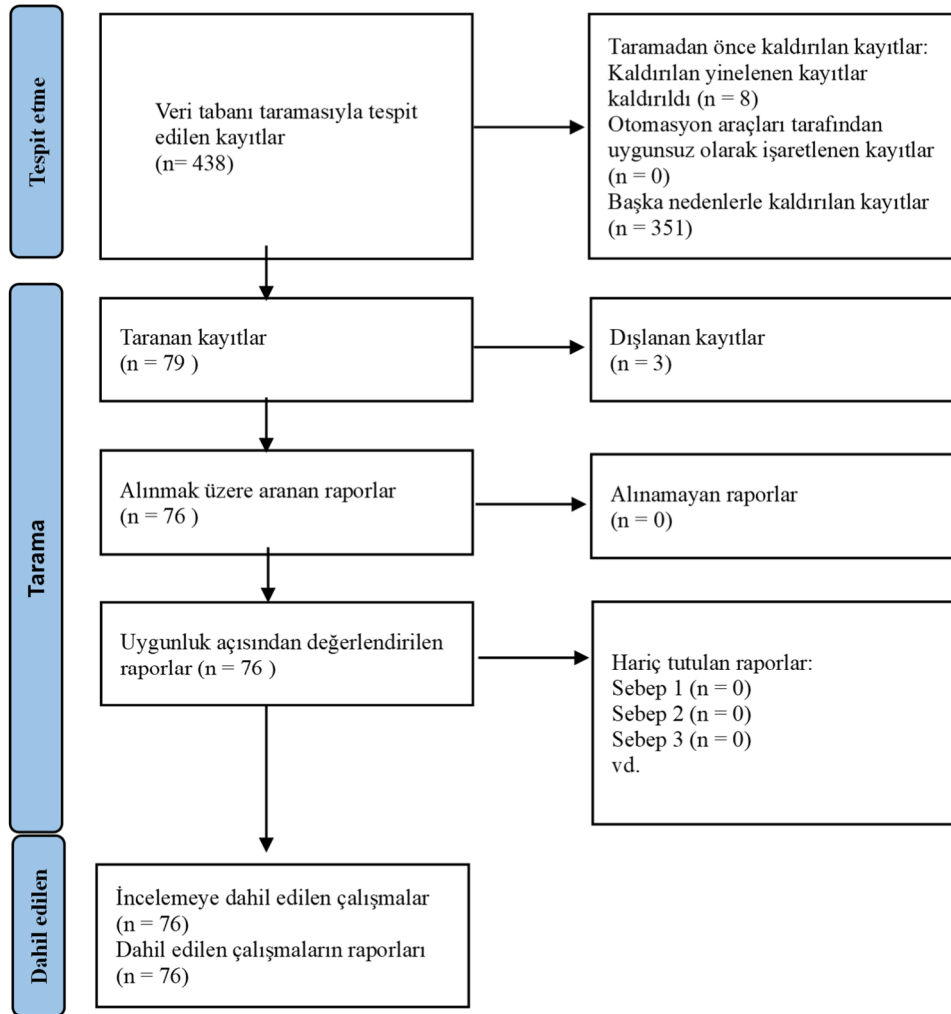 Tespit etme
Veri tabanı taramasıyla tespit
edilen kayıtlar
(n= 438)
Taramadan önce kaldırılan kayıtlar:
Kaldırılan yinelenen kayıtlar
kaldırıldı (n = 8)
Otomasyon araçları tarafından
uygunsuz olarak işaretlenen kayıtlar
(n = 0)
Başka nedenlerle kaldırılan kayıtlar
(n = 351)
Tarama
Taranan kayıtlar
(n = 79 )
Dışlanan kayıtlar
(n = 3)
Alınmak üzere aranan raporlar
(n = 76 )
Alınamayan raporlar
(n = 0)
Uygunluk açısından değerlendirilen
raporlar (n = 76 )
Hariç tutulan raporlar:
Sebep 1 (n = 0)
Sebep 2 (n = 0)
Sebep 3 (n = 0)
vd.
Dahil edilen
İncelemeye dahil edilen çalışmalar
(n = 76)
Dahil edilen çalışmaların raporları
(n = 76)